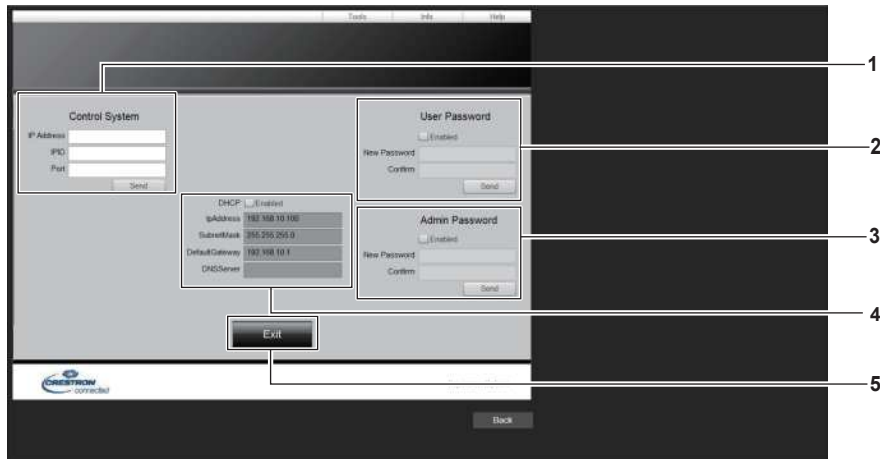 Tools Info Help
1
Control System
IP Address
IPID
Port
Send
User Password
Enabled
New Password
Confirm
Send
2
DHCP Enabled
IpAddress 192.168.10.100
SubnetMask 255.255.255.0
DefaultGateway 192.168.10.1
DNSServer
Admin Password
Enabled
New Password
Confirm
Send
3
4
Exit
5
CRESTRON
connected
Back